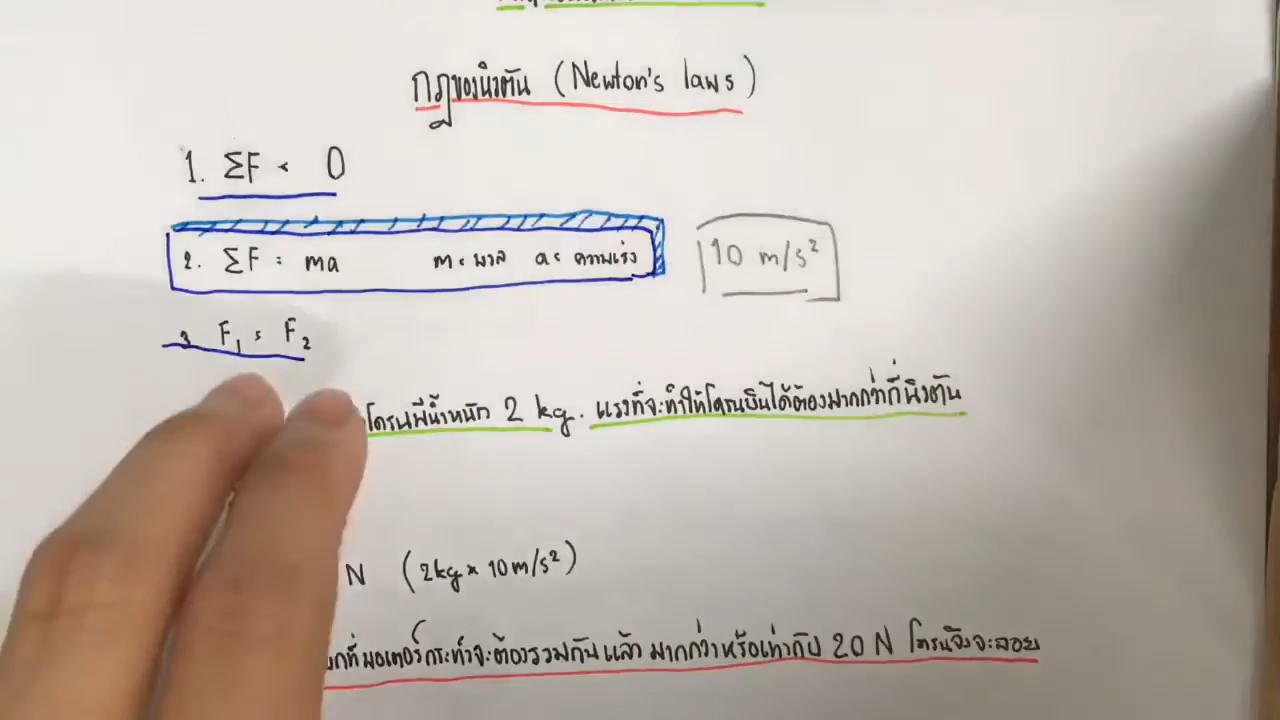 กฎของนิวตัน (Newton's laws)
1. ΣF = 0
2. ΣF = ma m = มวล a = ความเร่ง
10 m/s²
3 F₁ = F₂
โดรนมีน้ำหนัก 2 kg. แรงที่จะทำให้โดรนบินได้ต้องมากกว่ากี่นิวตัน
N (2kg × 10 m/s²)
ที่มอเตอร์กระทำจะต้องรวมกันแล้ว มากกว่าหรือเท่ากับ 20 N โดรนจึงจะลอย